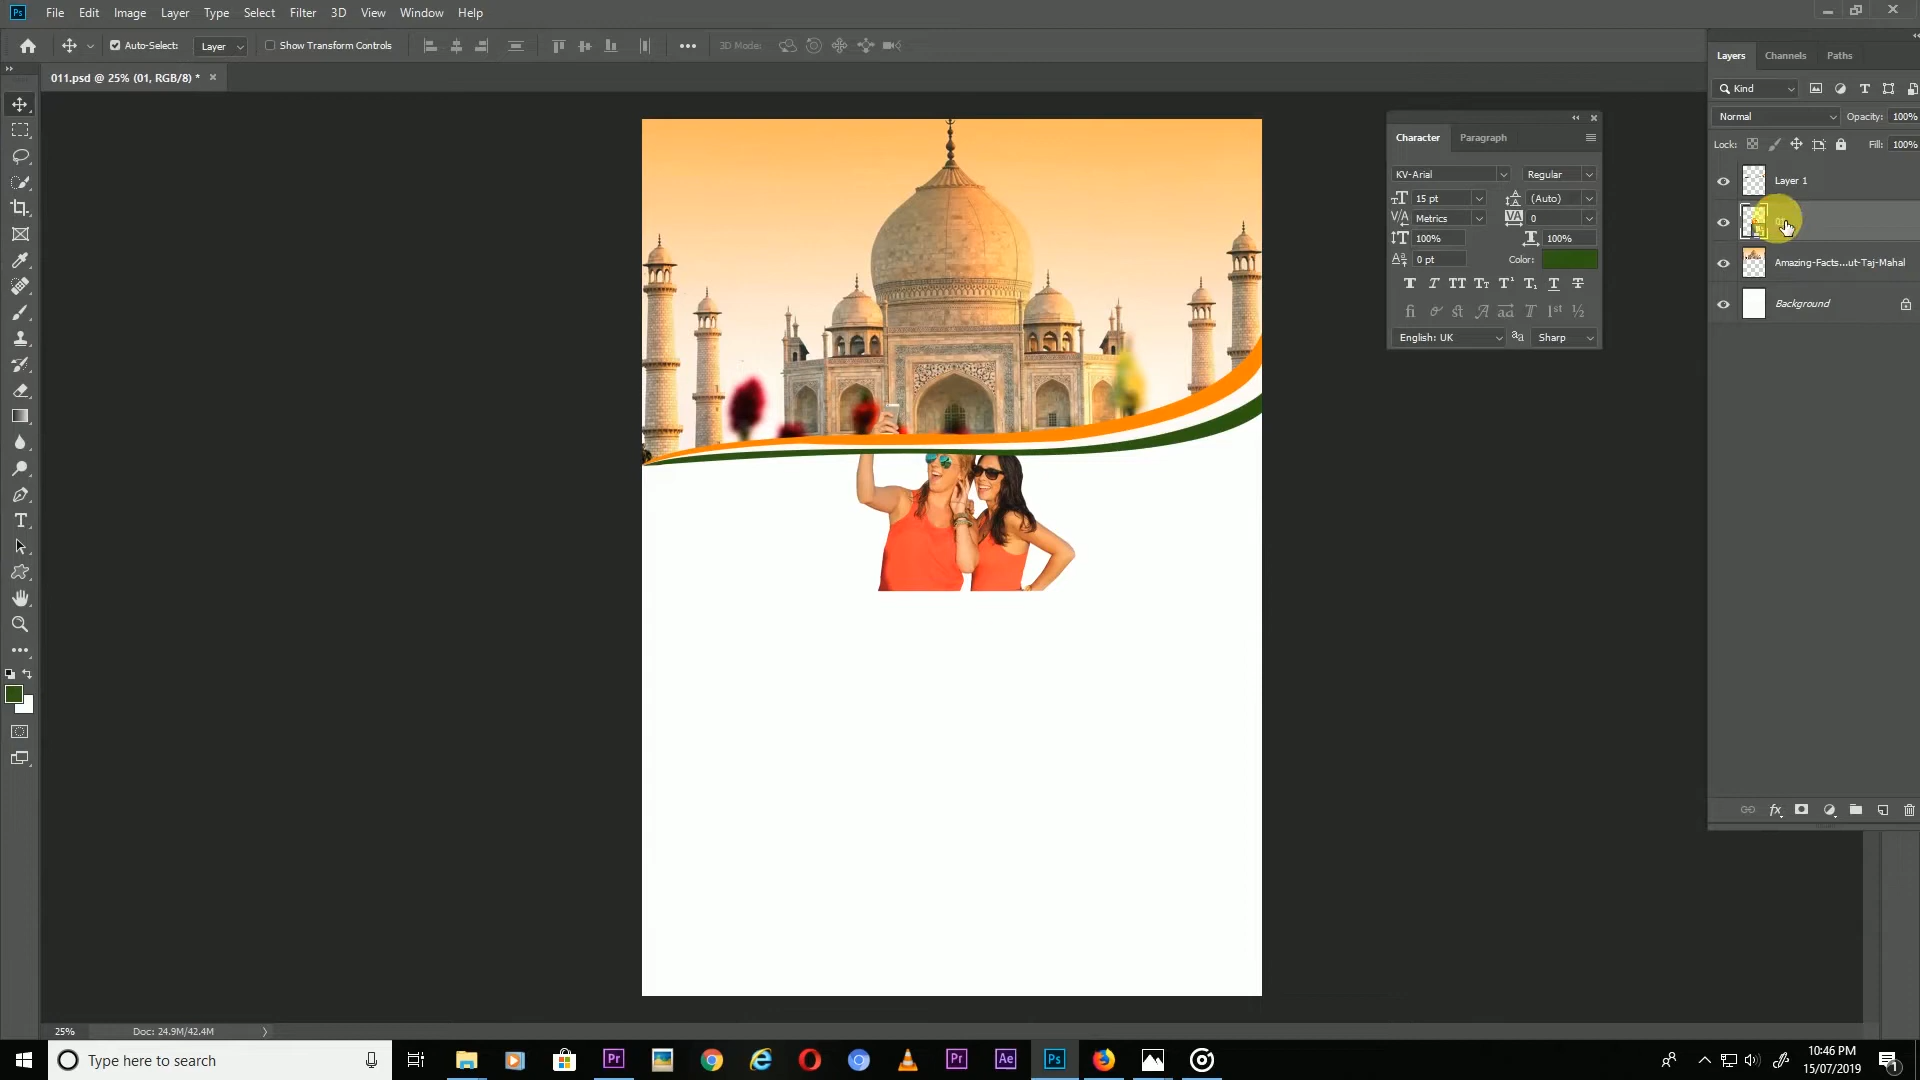 Ps File Edit Image Layer Type Select Filter 3D View Window Help
Auto-Select: Layer Show Transform Controls 3D Mode:
011.psd @ 25% (01, RGB/8) *
Layers Channels Paths
Kind
Normal Opacity: 100%
Lock: Fill: 100%
Layer 1
Amazing-Facts...ut-Taj-Mahal
Background
Character Paragraph
KV-Arial Regular
15 pt (Auto)
Metrics 0
100% 100%
0 pt Color:
English: UK Sharp
25% Doc: 24.9M/42.4M
Type here to search
10:46 PM
15/07/2019